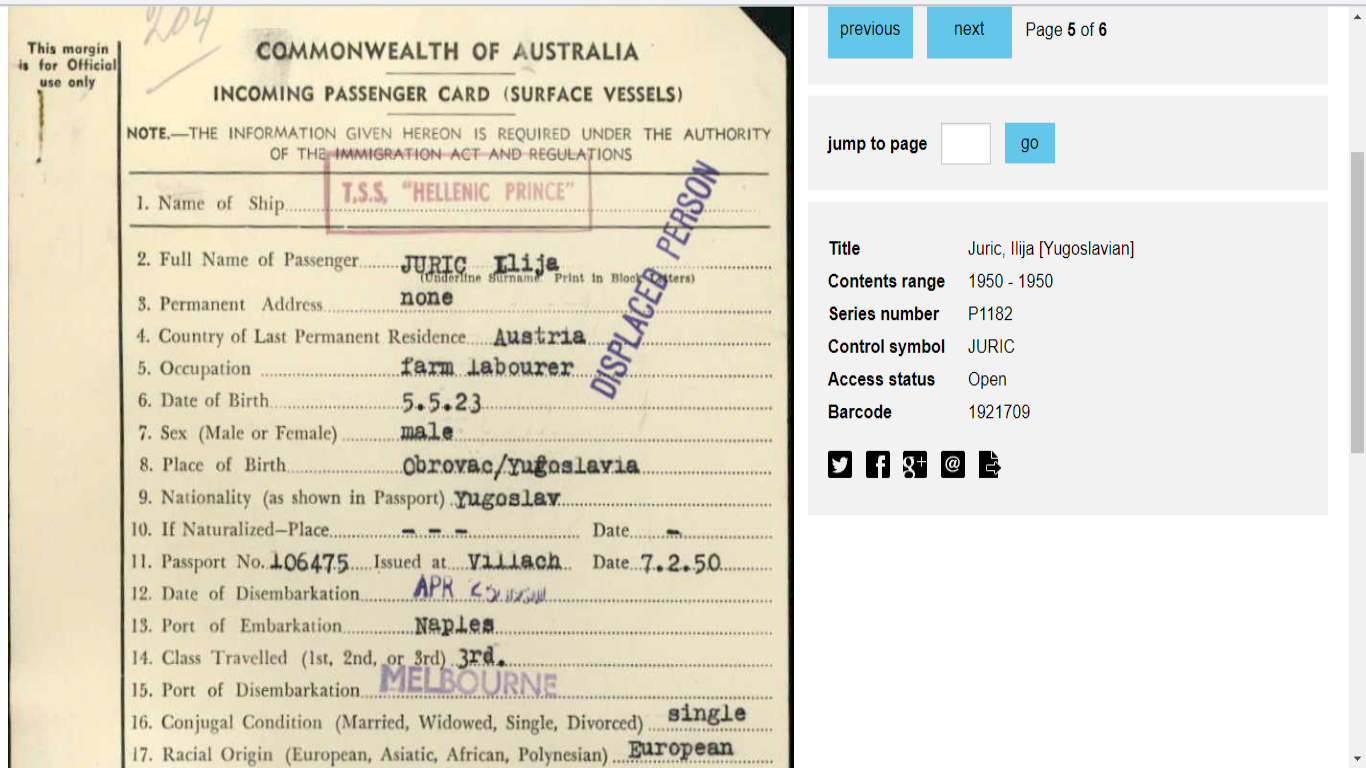 204
This margin
is for Official
use only
COMMONWEALTH OF AUSTRALIA
INCOMING PASSENGER CARD (SURFACE VESSELS)
NOTE.—THE INFORMATION GIVEN HEREON IS REQUIRED UNDER THE AUTHORITY
OF THE IMMIGRATION ACT AND REGULATIONS
1. Name of Ship T.S.S, "HELLENIC PRINCE"
DISPLACED PERSON
2. Full Name of Passenger JURIC Ilija
(Underline Surname. Print in Block Letters)
3. Permanent Address none
4. Country of Last Permanent Residence Austria
5. Occupation farm labourer
6. Date of Birth 5.5.23
7. Sex (Male or Female) male
8. Place of Birth Obrovac/Yugoslavia
9. Nationality (as shown in Passport) Yugoslav
10. If Naturalized—Place - - - Date -
11. Passport No. 106475 Issued at Villach Date 7.2.50
12. Date of Disembarkation APR
13. Port of Embarkation Naples
14. Class Travelled (1st, 2nd, or 3rd) 3rd.
15. Port of Disembarkation MELBOURNE
16. Conjugal Condition (Married, Widowed, Single, Divorced) single
17. Racial Origin (European, Asiatic, African, Polynesian) European
previous next Page 5 of 6
jump to page go
Title Juric, Ilija [Yugoslavian]
Contents range 1950 - 1950
Series number P1182
Control symbol JURIC
Access status Open
Barcode 1921709